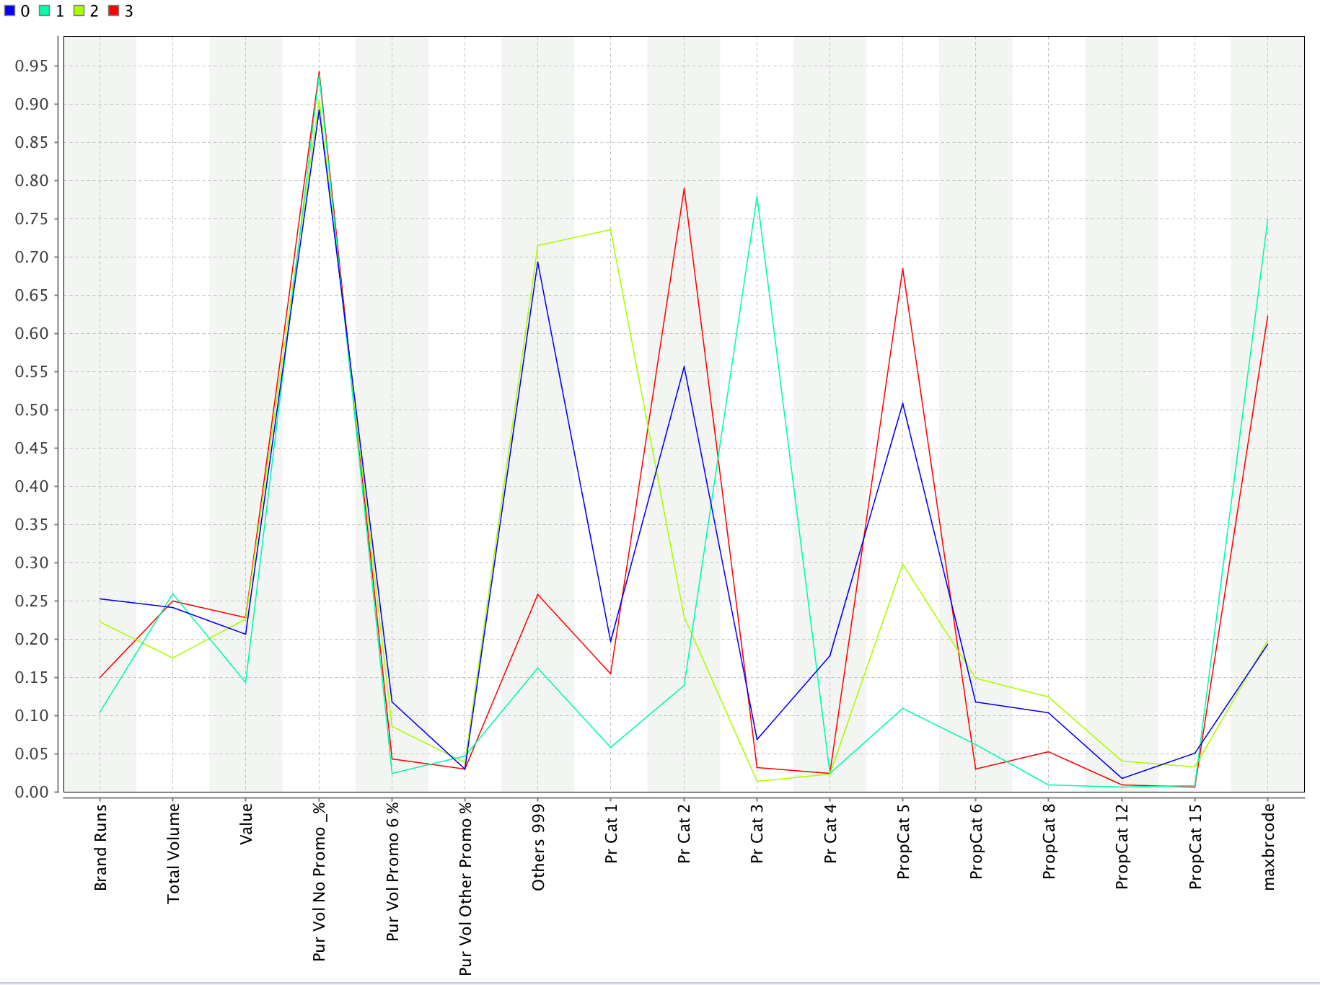 0 1 2 3
0.95
0.90
0.85
0.80
0.75
0.70
0.65
0.60
0.55
0.50
0.45
0.40
0.35
0.30
0.25
0.20
0.15
0.10
0.05
0.00
Brand Runs
Total Volume
Value
Pur Vol No Promo _%
Pur Vol Promo 6 %
Pur Vol Other Promo %
Others 999
Pr Cat 1
Pr Cat 2
Pr Cat 3
Pr Cat 4
PropCat 5
PropCat 6
PropCat 8
PropCat 12
PropCat 15
maxbrcode